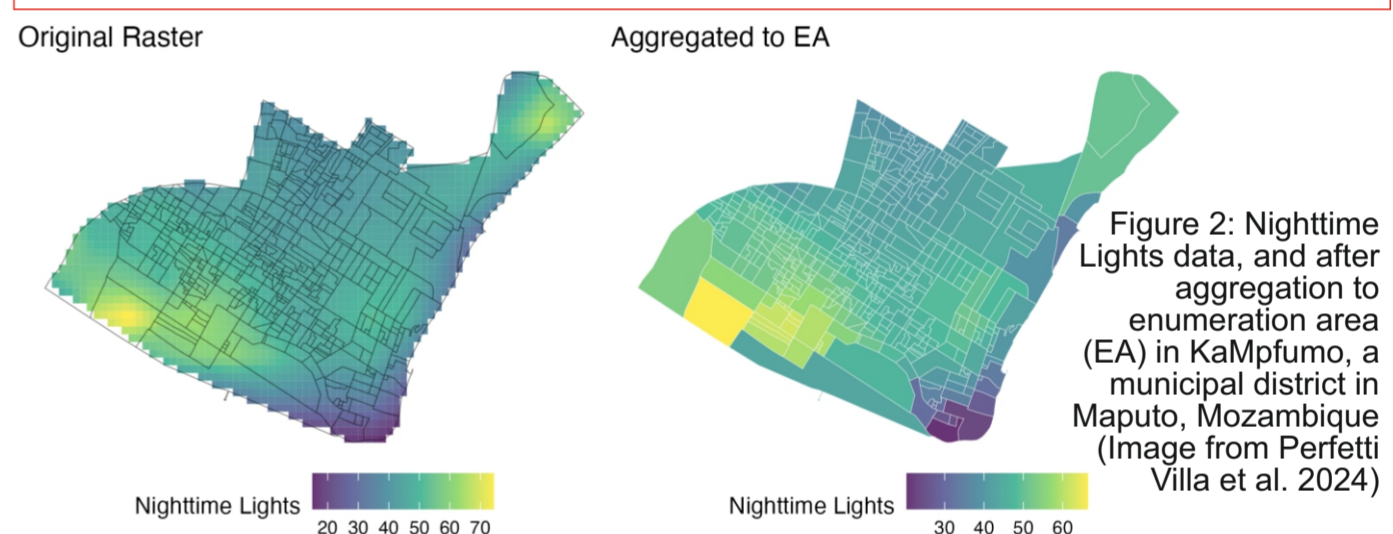 Original Raster
Aggregated to EA
Figure 2: Nighttime
Lights data, and after
aggregation to
enumeration area
(EA) in KaMpfumo, a
municipal district in
Maputo, Mozambique
(Image from Perfetti
Villa et al. 2024)
Nighttime Lights
20 30 40 50 60 70
Nighttime Lights
30 40 50 60